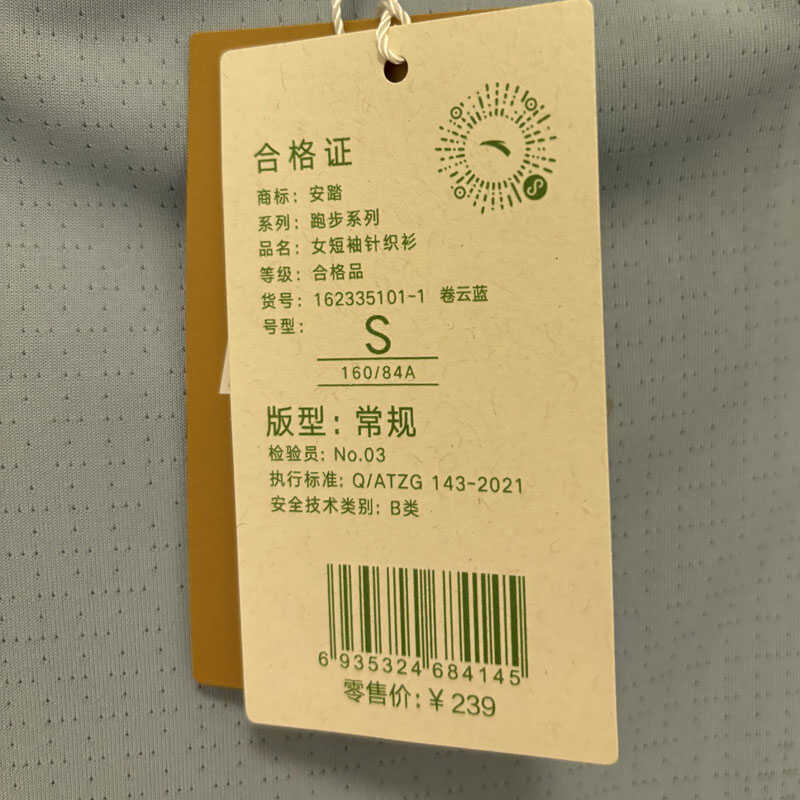 合格证
商标：安踏
系列：跑步系列
品名：女短袖针织衫
等级：合格品
货号：162335101-1 卷云蓝
号型：
S
160/84A
版型：常规
检验员：No.03
执行标准：Q/ATZG 143-2021
安全技术类别：B类
6 935324 684145
零售价：￥239